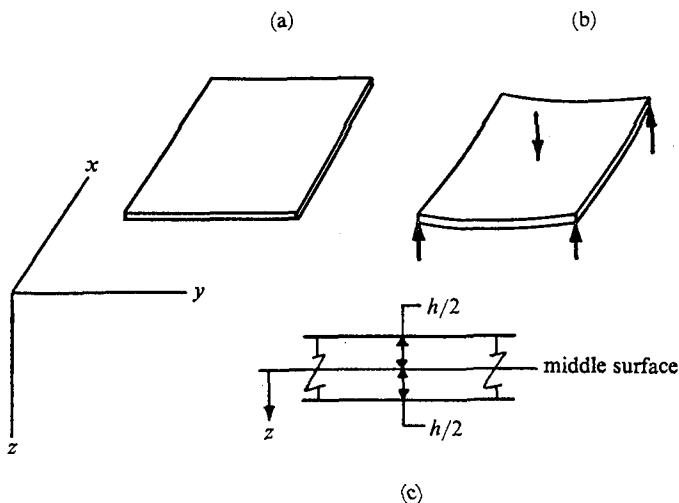 (a)
(b)
x
y
z
h/2
middle surface
z
h/2
(c)